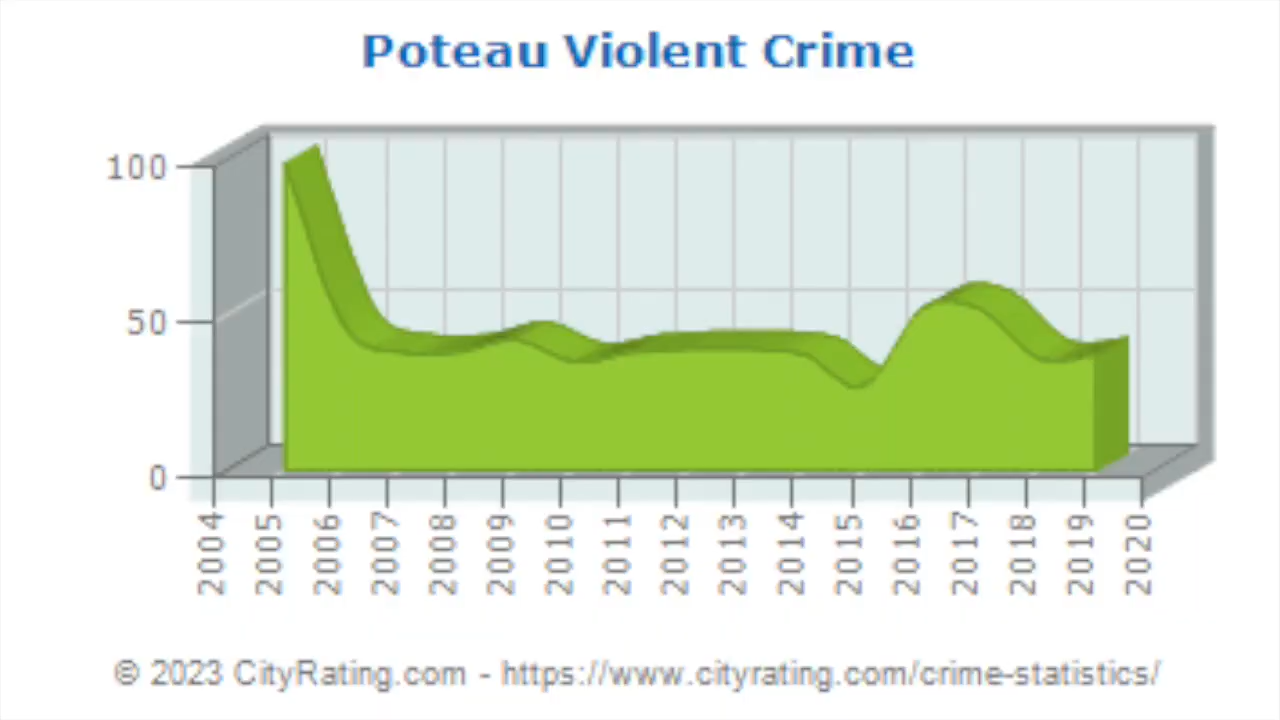 Poteau Violent Crime
100
50
0
2004 2005 2006 2007 2008 2009 2010 2011 2012 2013 2014 2015 2016 2017 2018 2019 2020
© 2023 CityRating.com - https://www.cityrating.com/crime-statistics/